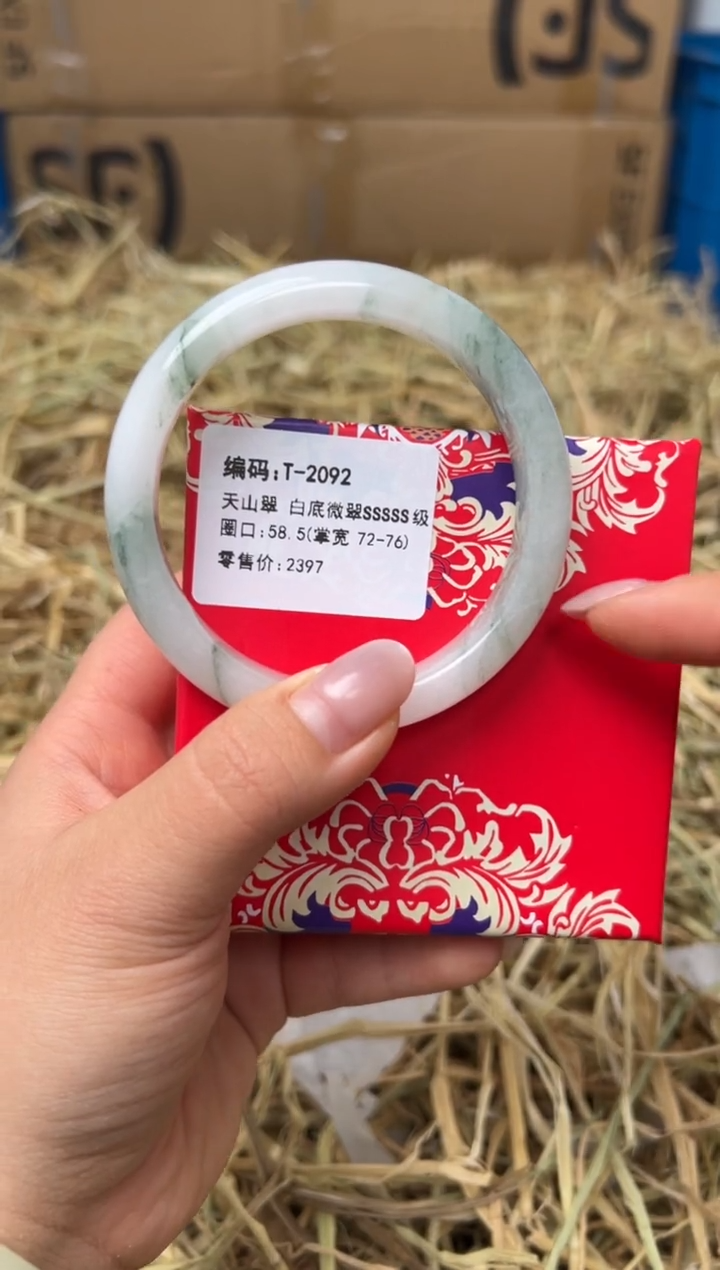 编码:T-2092
天山翠 白底微翠SSSSS级
圈口:58.5(掌宽 72-76)
零售价:2397